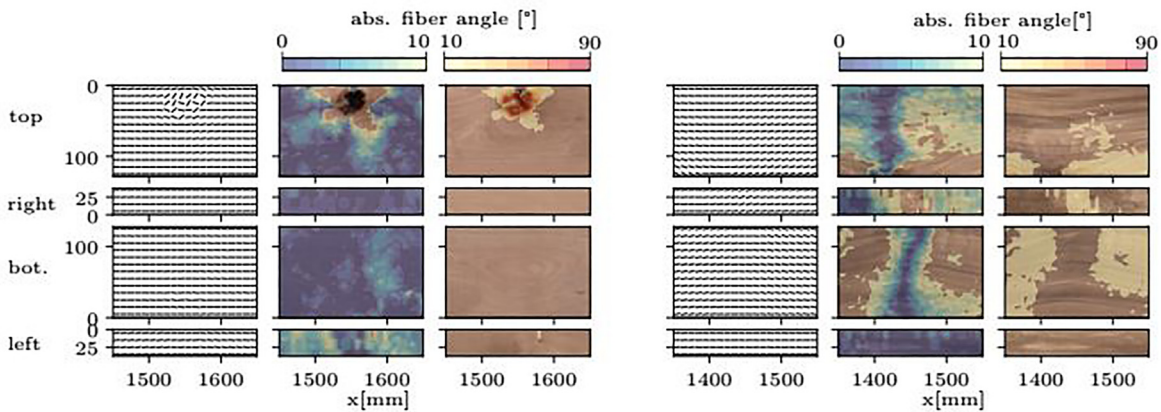 abs. fiber angle [°] abs. fiber angle[°]
0 10 10 90 0 10 10 90
0
top
100
right 25
0
100
bot.
0
0
left 25
1500 1600 1500 1600 1500 1600 1400 1500 1400 1500 1400 1500
x[mm] x[mm]